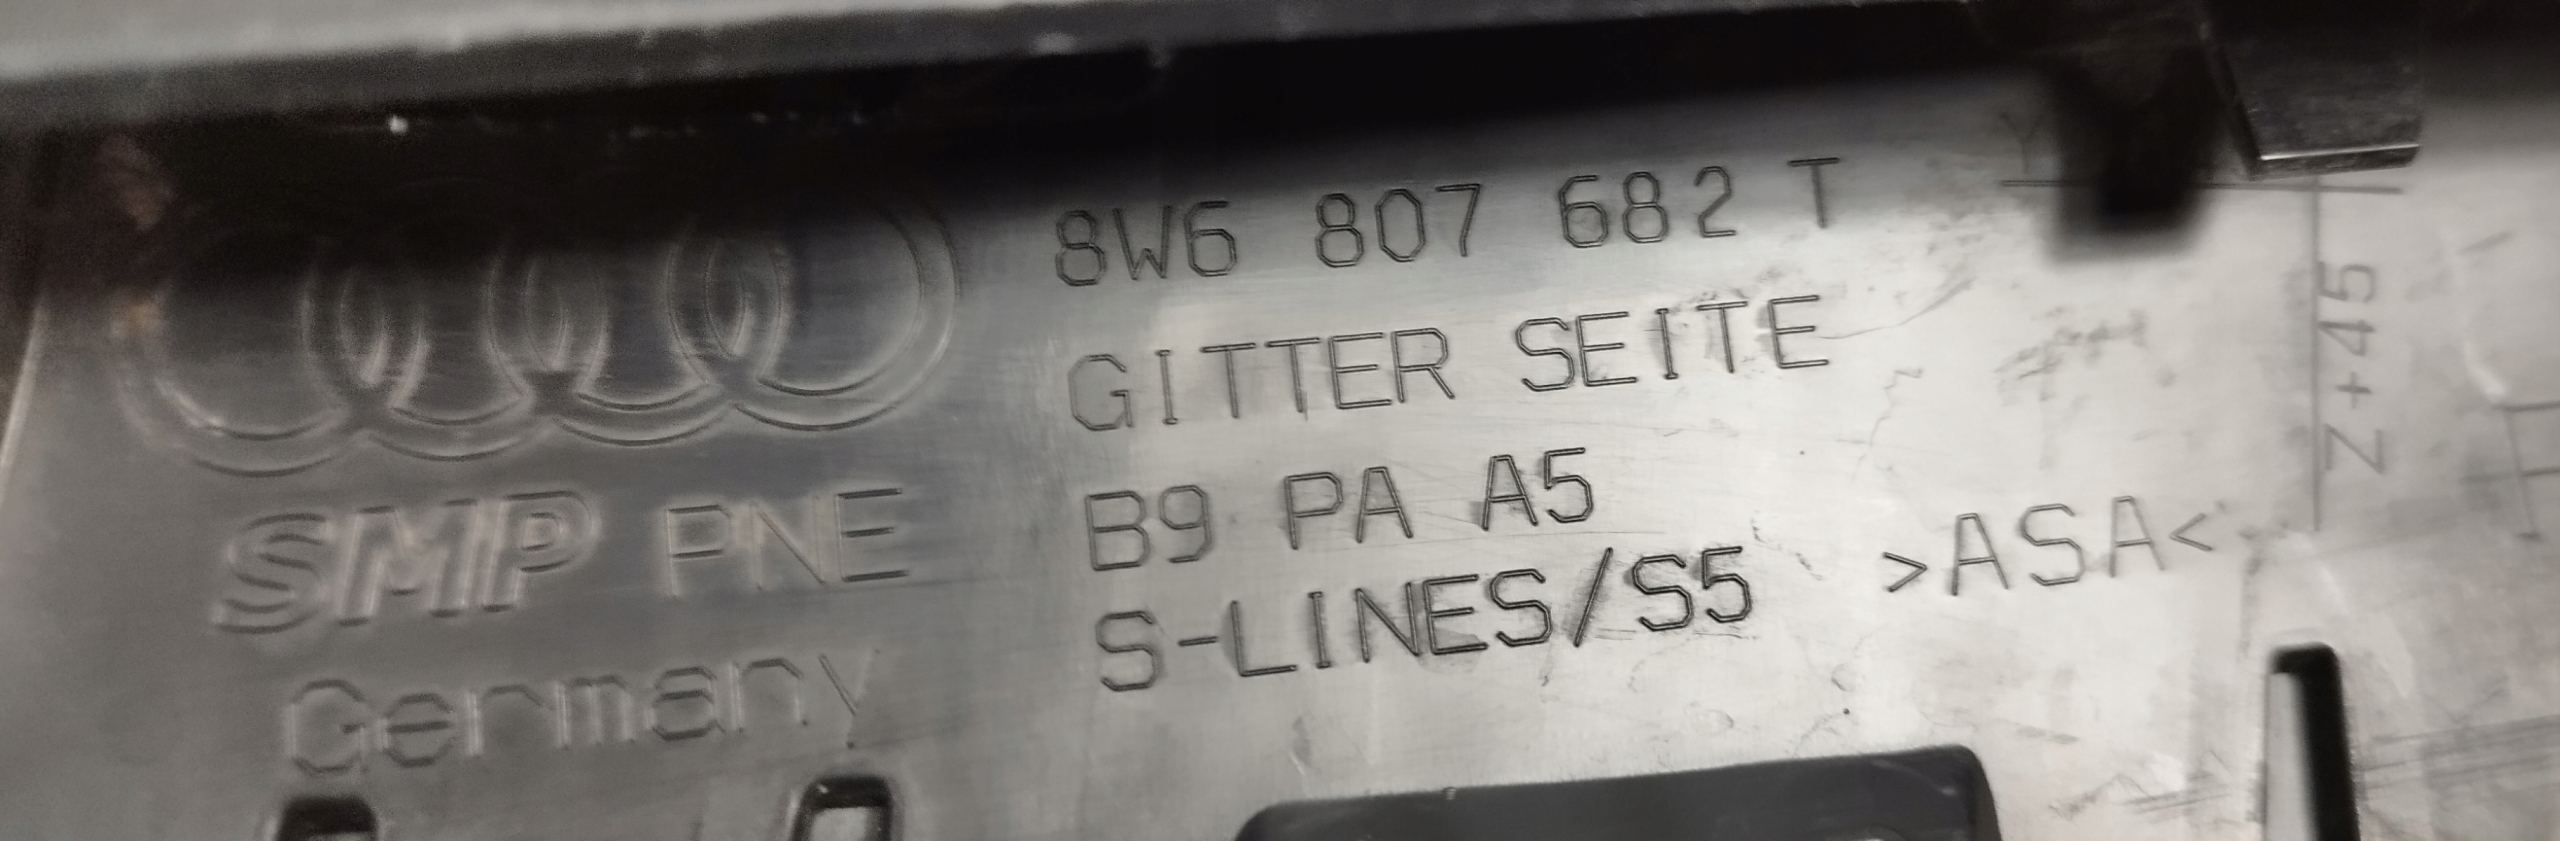 8W6 807 682 T
GITTER SEITE
B9 PA A5
S-LINES/S5 >ASA<
SMP PNE
Germany
Z+45
Y